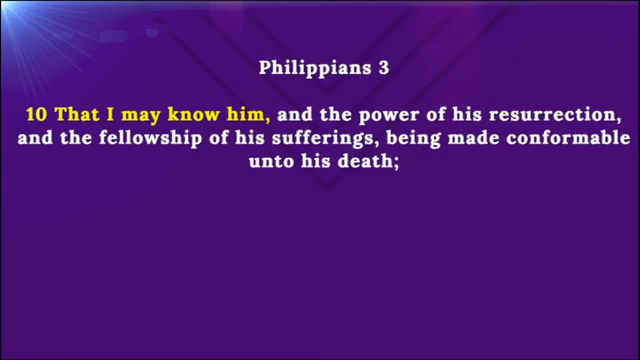 Philippians 3
10 That I may know him, and the power of his resurrection,
and the fellowship of his sufferings, being made conformable
unto his death;